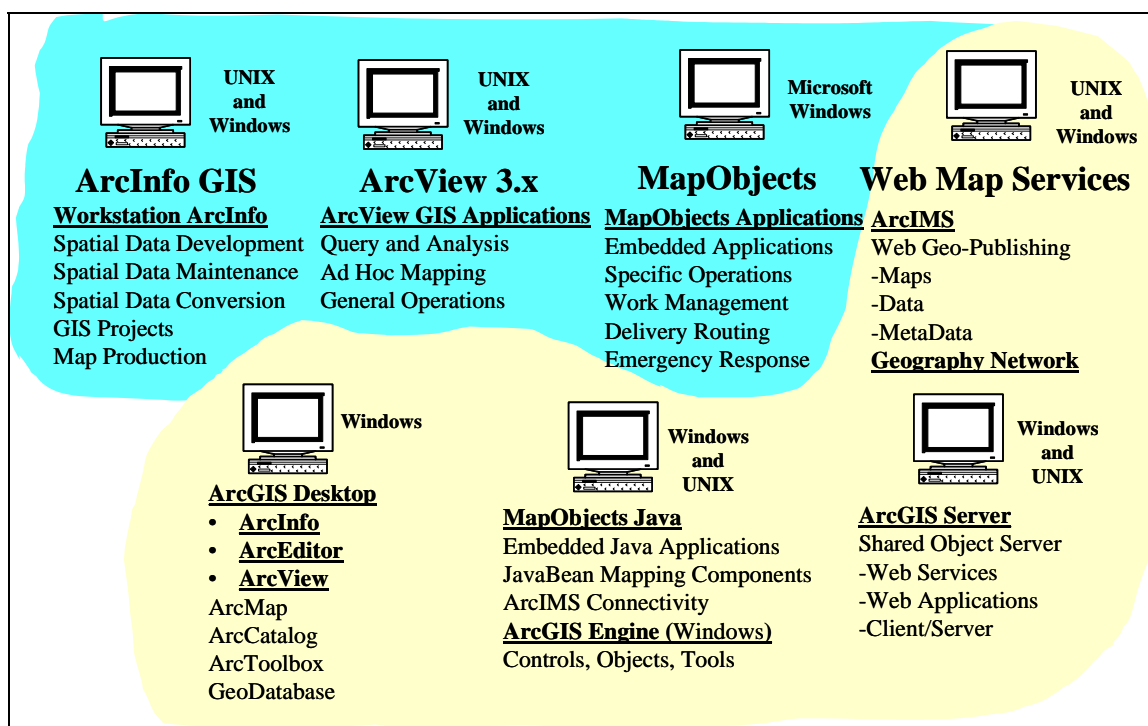 UNIX
and
Windows
ArcInfo GIS
Workstation ArcInfo
Spatial Data Development
Spatial Data Maintenance
Spatial Data Conversion
GIS Projects
Map Production
UNIX
and
Windows
ArcView 3.x
ArcView GIS Applications
Query and Analysis
Ad Hoc Mapping
General Operations
Microsoft
Windows
MapObjects
MapObjects Applications
Embedded Applications
Specific Operations
Work Management
Delivery Routing
Emergency Response
UNIX
and
Windows
Web Map Services
ArcIMS
Web Geo-Publishing
-Maps
-Data
-MetaData
Geography Network
Windows
ArcGIS Desktop
• ArcInfo
• ArcEditor
• ArcView
ArcMap
ArcCatalog
ArcToolbox
GeoDatabase
Windows
and
UNIX
MapObjects Java
Embedded Java Applications
JavaBean Mapping Components
ArcIMS Connectivity
ArcGIS Engine (Windows)
Controls, Objects, Tools
Windows
and
UNIX
ArcGIS Server
Shared Object Server
-Web Services
-Web Applications
-Client/Server